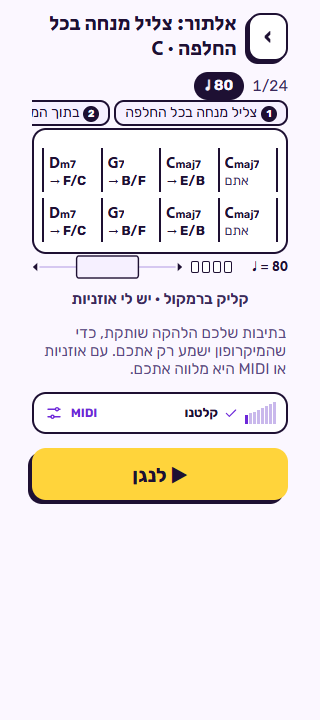 אלתור: צליל מנחה בכל
החלפה • C
1/24 ♩ 80
1 צליל מנחה בכל החלפה
2 בתוך המ
Dm7 G7 Cmaj7 Cmaj7
→ F/C → B/F → E/B אתם
Dm7 G7 Cmaj7 Cmaj7
→ F/C → B/F → E/B אתם
♩ = 80
קליק ברמקול • יש לי אוזניות
בתיבות שלכם הלהקה שותקת, כדי
שהמיקרופון ישמע רק אתכם. עם אוזניות
או MIDI היא מלווה אתכם.
קלטנו MIDI
לנגן